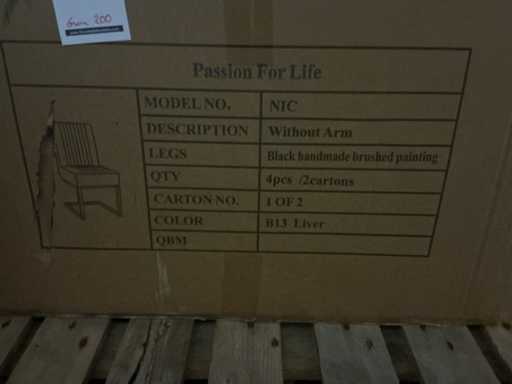 200
Passion For Life
MODEL NO. NIC
DESCRIPTION Without Arm
LEGS Black handmade brushed painting
QTY 4pcs /2cartons
CARTON NO. 1 OF 2
COLOR B13 Liver
QBM